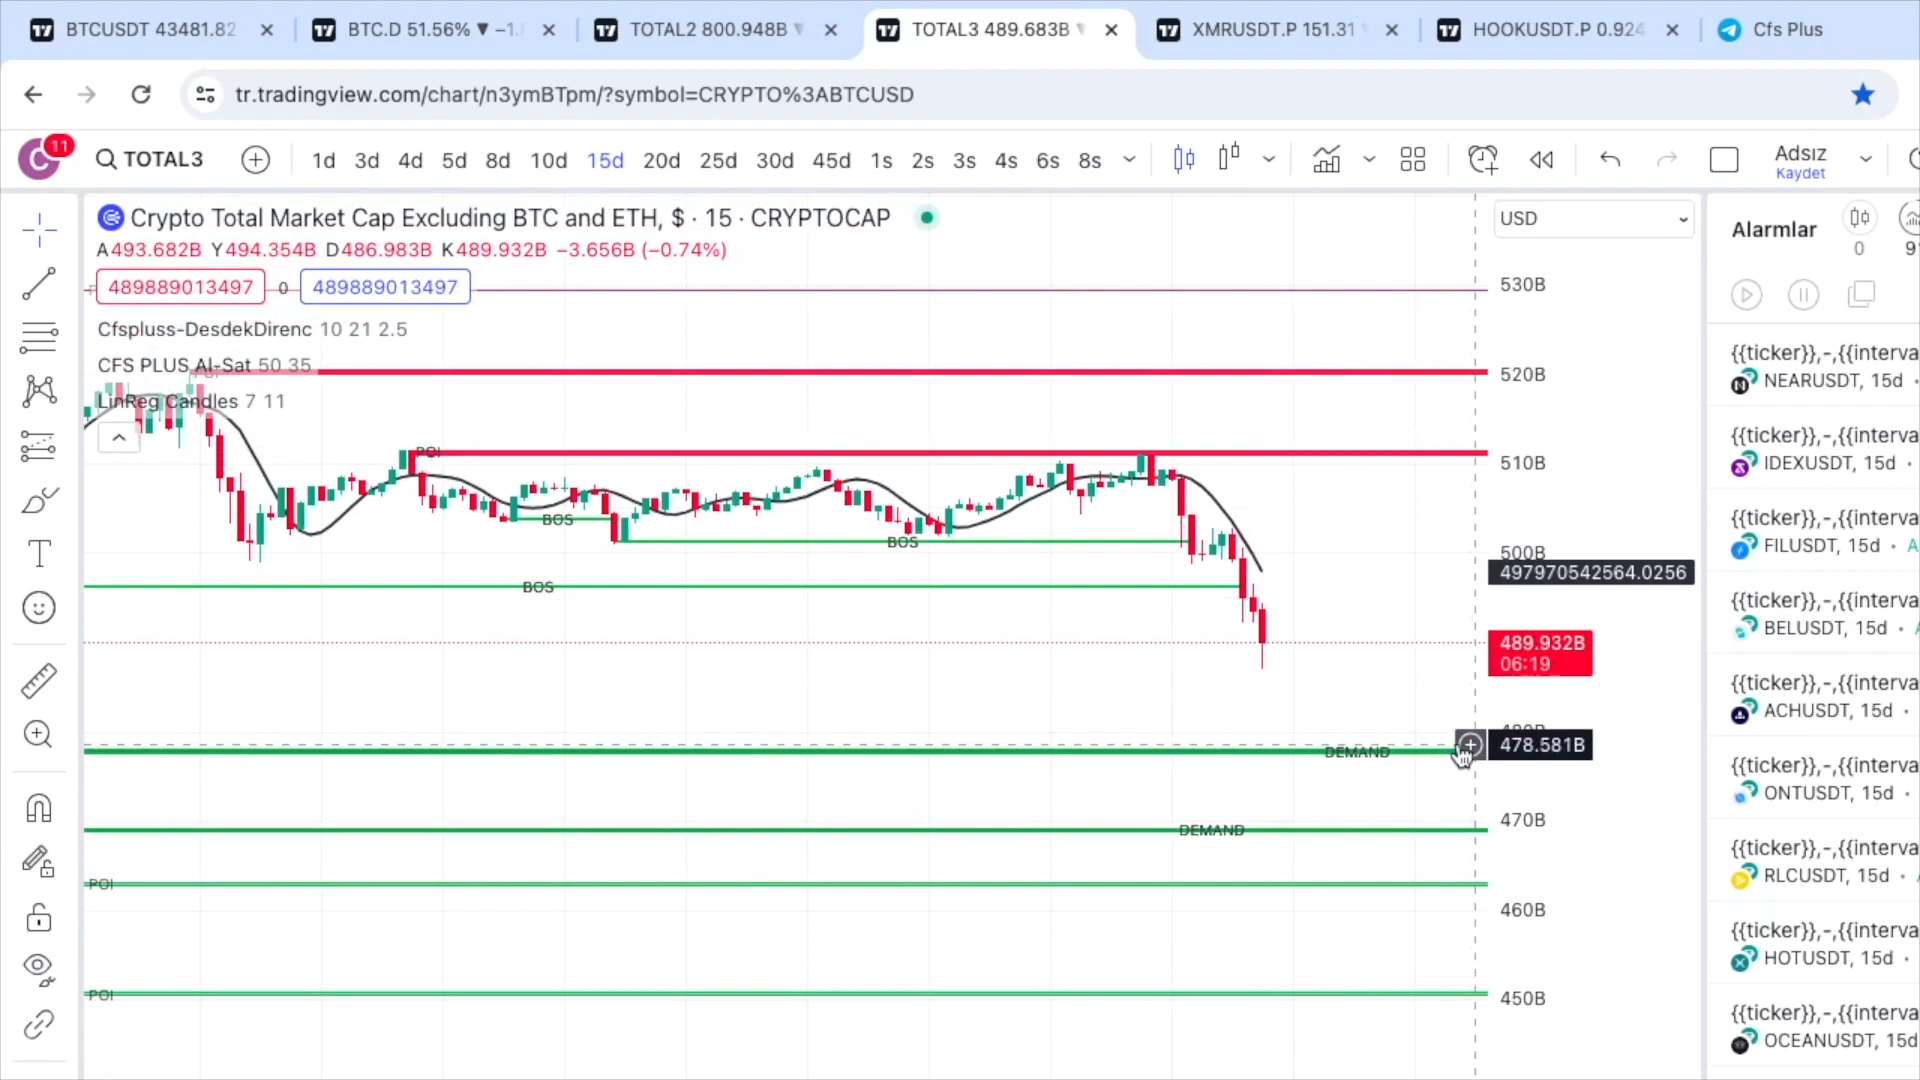 BTCUSDT 43481.82
BTC.D 51.56% ▼ −1.
TOTAL2 800.948B ▼
TOTAL3 489.683B ▼
XMRUSDT.P 151.31
HOOKUSDT.P 0.924
Cfs Plus
tr.tradingview.com/chart/n3ymBTpm/?symbol=CRYPTO%3ABTCUSD
C 11
TOTAL3
1d 3d 4d 5d 8d 10d 15d 20d 25d 30d 45d 1s 2s 3s 4s 6s 8s
Adsız
Kaydet
Crypto Total Market Cap Excluding BTC and ETH, $ · 15 · CRYPTOCAP
A493.682B Y494.354B D486.983B K489.932B −3.656B (−0.74%)
489889013497 0 489889013497
Cfspluss-DesdekDirenc 10 21 2.5
CFS PLUS Al-Sat 50 35
LinReg Candles 7 11
POI
BOS
BOS
BOS
DEMAND
DEMAND
POI
POI
USD
530B
520B
510B
500B
497970542564.0256
489.932B
06:19
480B
478.581B
470B
460B
450B
Alarmlar
0
9
{{ticker}},-,{{interva
NEARUSDT, 15d •
{{ticker}},-,{{interva
IDEXUSDT, 15d •
{{ticker}},-,{{interva
FILUSDT, 15d • A
{{ticker}},-,{{interva
BELUSDT, 15d • A
{{ticker}},-,{{interva
ACHUSDT, 15d •
{{ticker}},-,{{interva
ONTUSDT, 15d •
{{ticker}},-,{{interva
RLCUSDT, 15d •
{{ticker}},-,{{interva
HOTUSDT, 15d •
{{ticker}},-,{{interva
OCEANUSDT, 15d